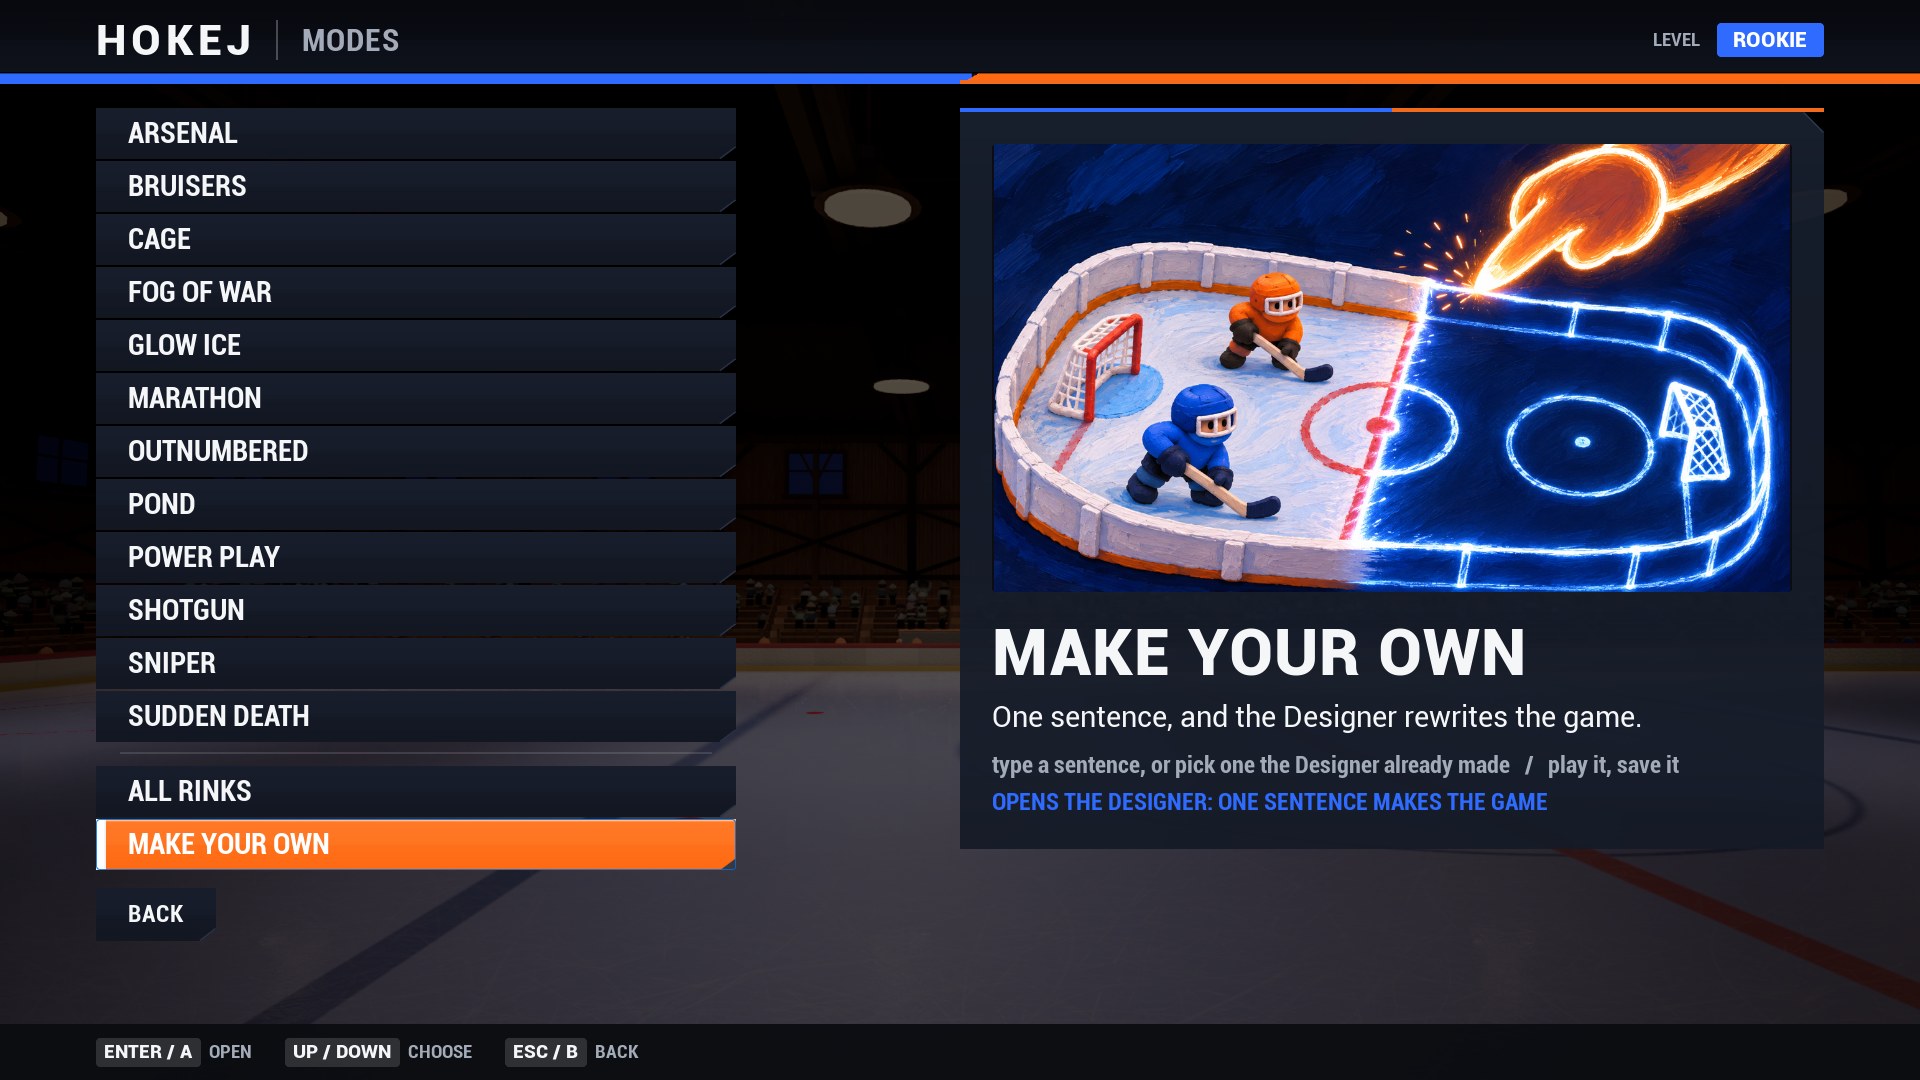 HOKEJ
MODES
LEVEL
ROOKIE
ARSENAL
BRUISERS
CAGE
FOG OF WAR
GLOW ICE
MARATHON
OUTNUMBERED
POND
POWER PLAY
SHOTGUN
SNIPER
SUDDEN DEATH
ALL RINKS
MAKE YOUR OWN
BACK
MAKE YOUR OWN
One sentence, and the Designer rewrites the game.
type a sentence, or pick one the Designer already made / play it, save it
OPENS THE DESIGNER: ONE SENTENCE MAKES THE GAME
ENTER / A OPEN UP / DOWN CHOOSE ESC / B BACK